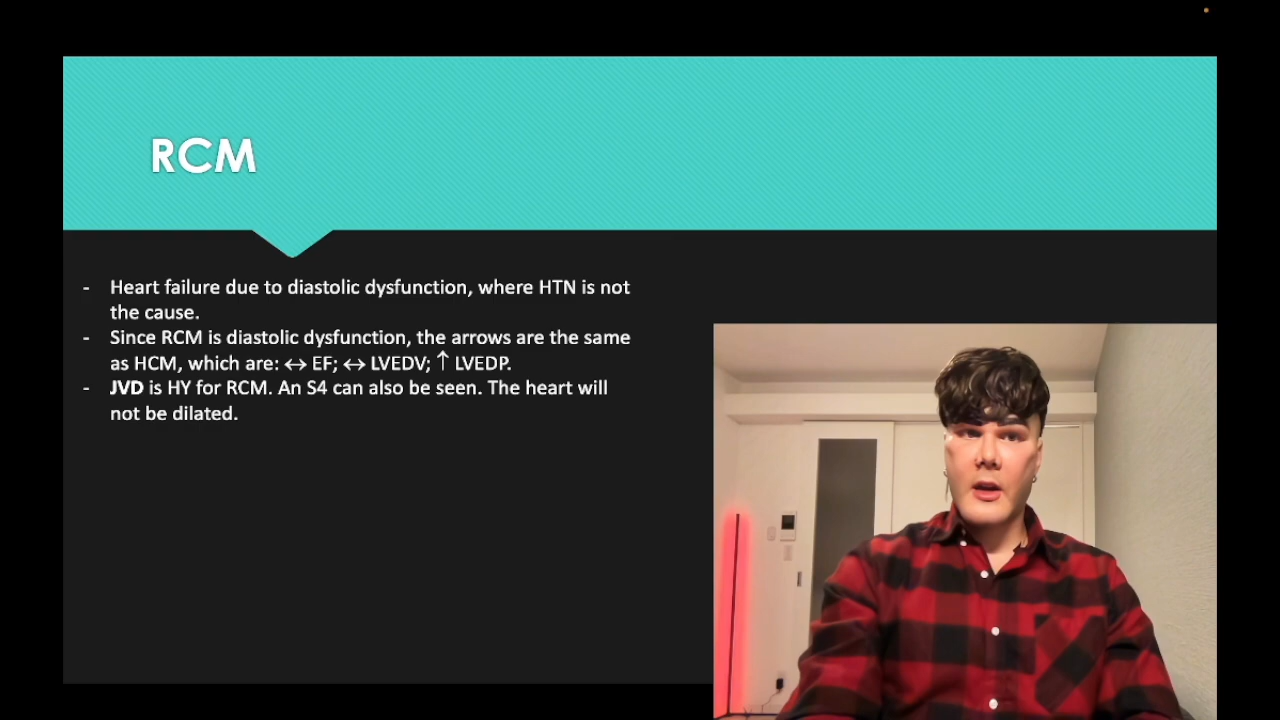 RCM
- Heart failure due to diastolic dysfunction, where HTN is not
the cause.
- Since RCM is diastolic dysfunction, the arrows are the same
as HCM, which are: ↔ EF; ↔ LVEDV; ↑ LVEDP.
- JVD is HY for RCM. An S4 can also be seen. The heart will
not be dilated.